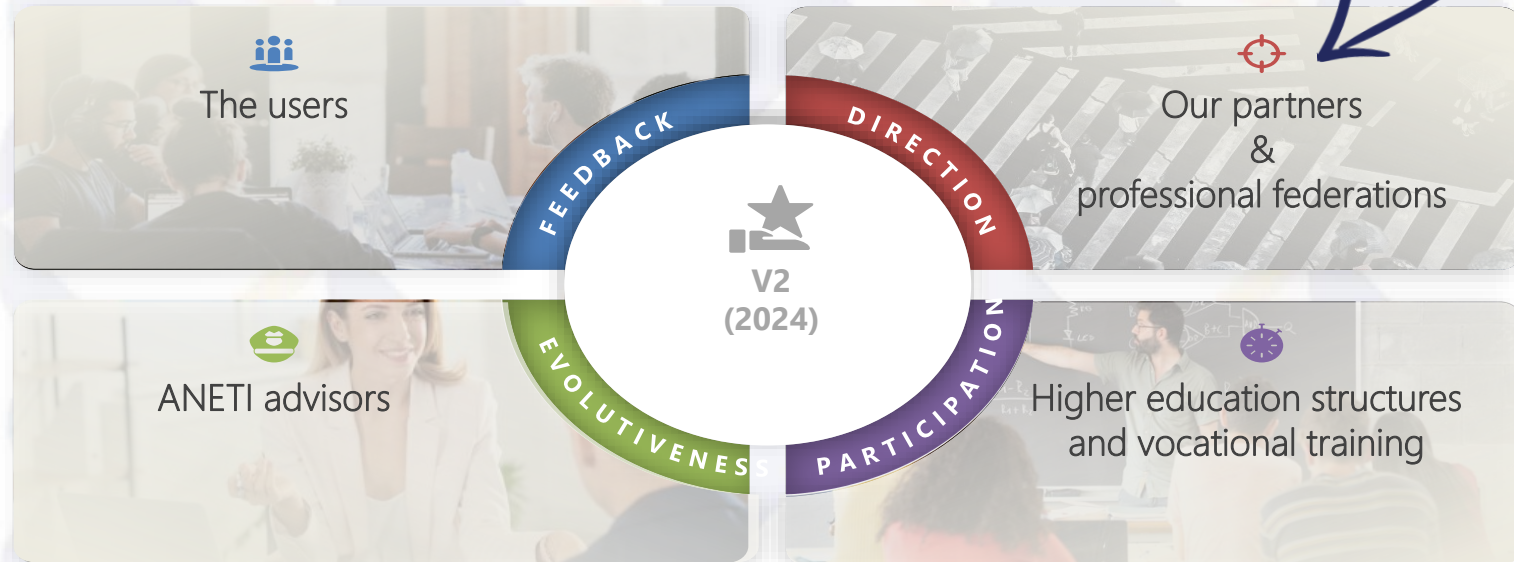 The users
FEEDBACK
DIRECTION
Our partners
&
professional federations
V2
(2024)
ANETI advisors
EVOLUTIVENESS
PARTICIPATION
Higher education structures
and vocational training